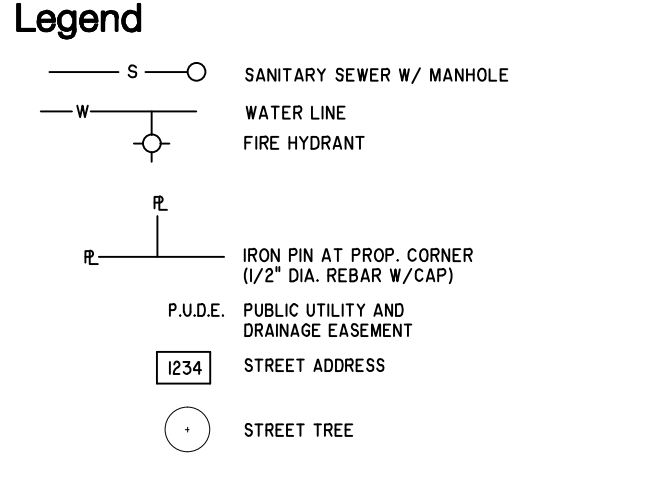 Legend
S SANITARY SEWER W/ MANHOLE
W WATER LINE
FIRE HYDRANT
PL
PL IRON PIN AT PROP. CORNER
(1/2" DIA. REBAR W/CAP)
P.U.D.E. PUBLIC UTILITY AND
DRAINAGE EASEMENT
1234 STREET ADDRESS
STREET TREE